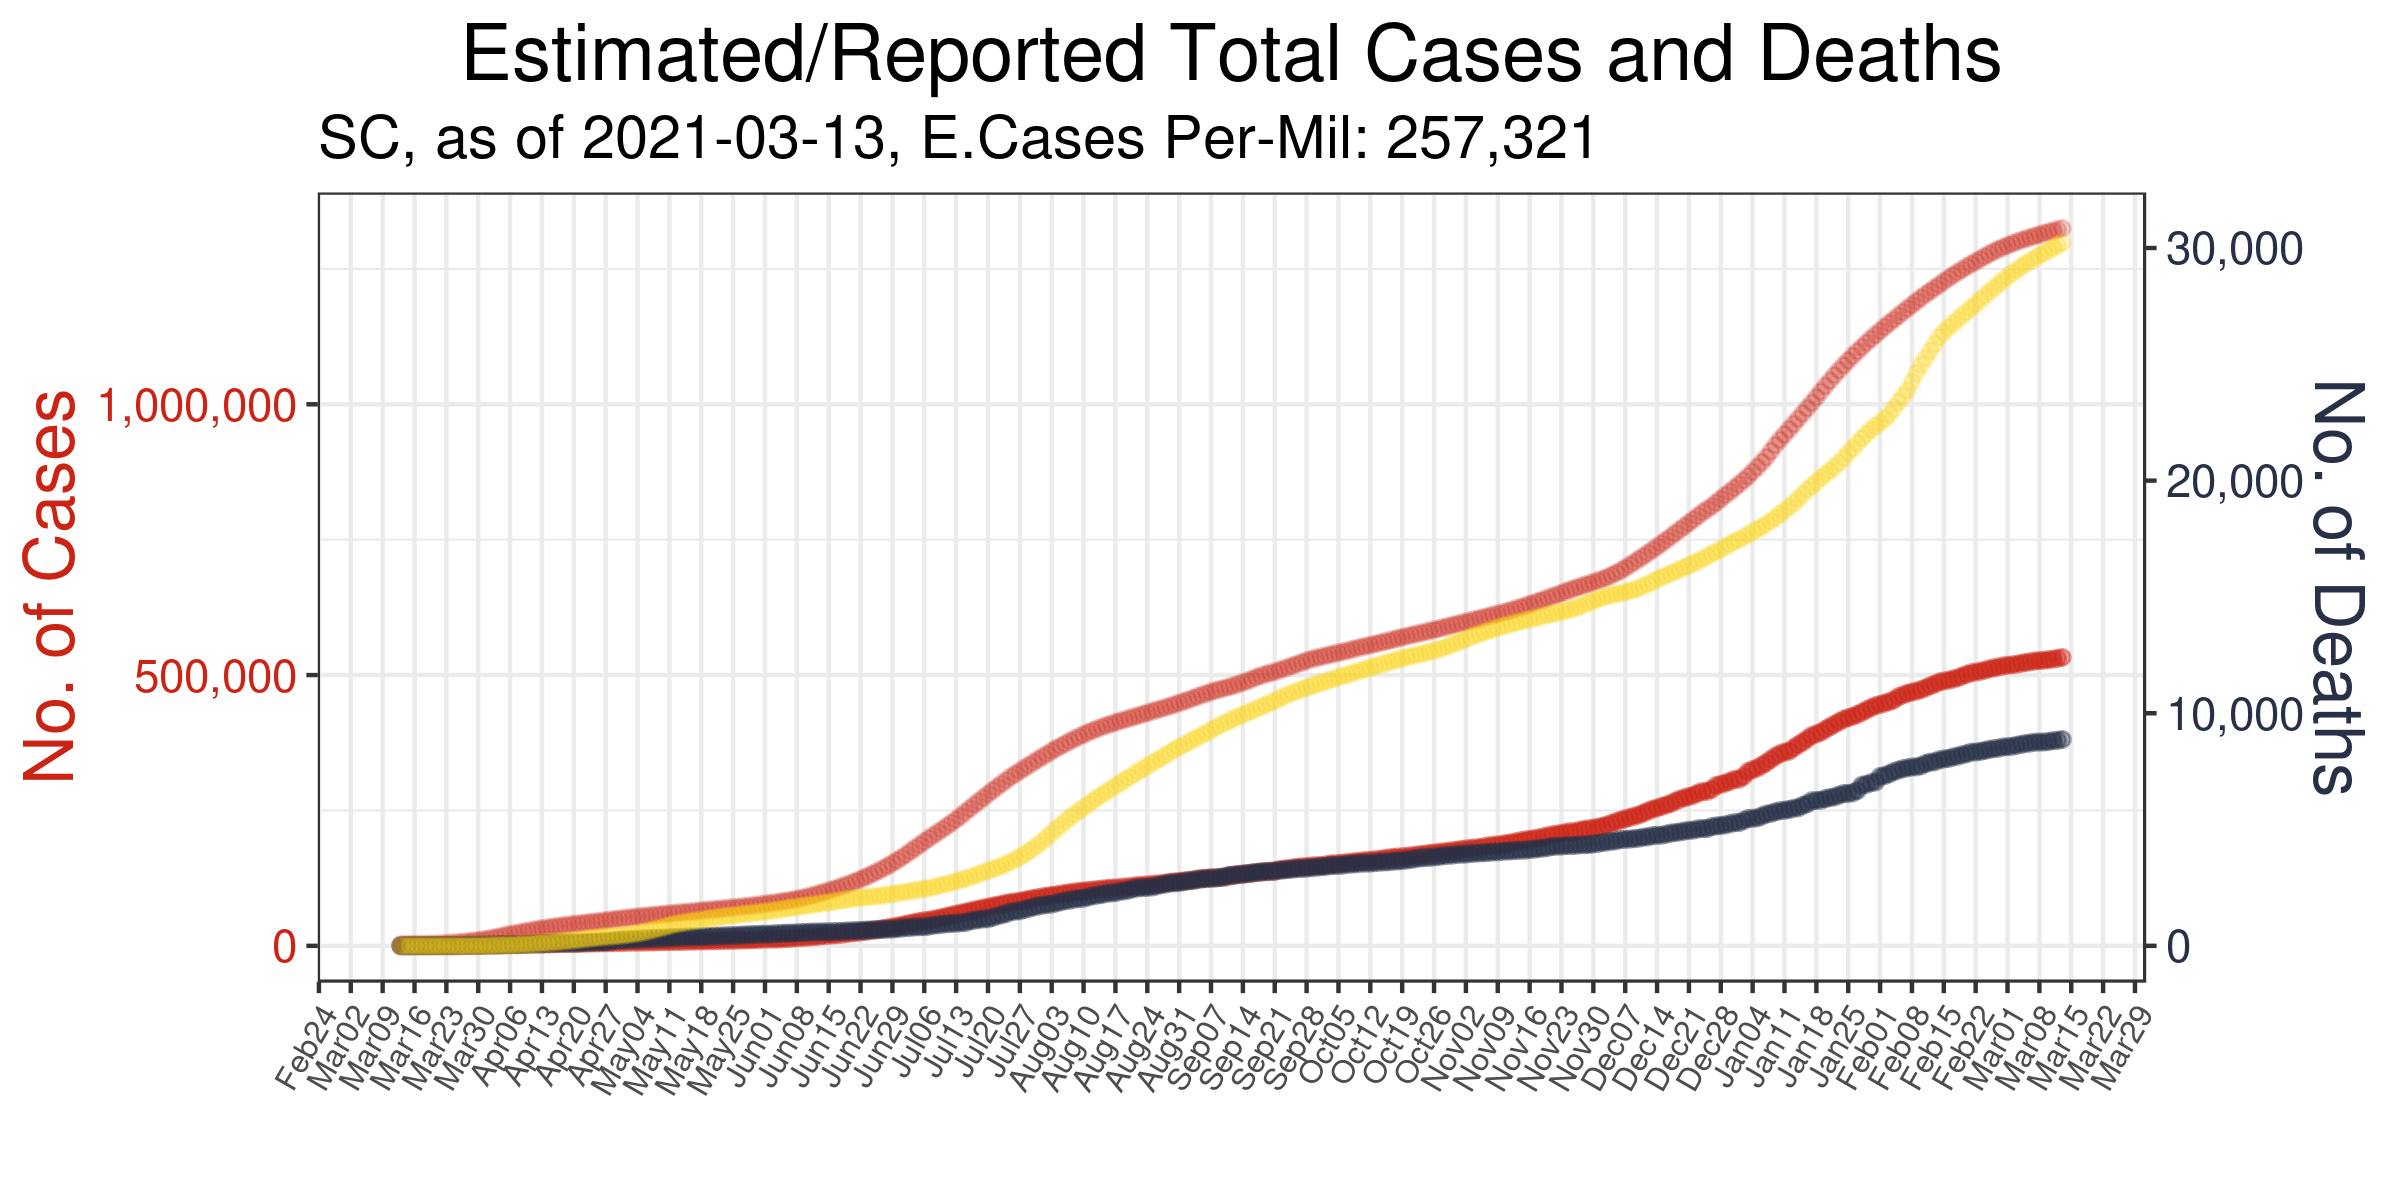 Estimated/Reported Total Cases and Deaths
SC, as of 2021-03-13, E.Cases Per-Mil: 257,321
No. of Cases
1,000,000
500,000
0
30,000
20,000
10,000
0
No. of Deaths
Feb24
Mar02
Mar09
Mar16
Mar23
Mar30
Apr06
Apr13
Apr20
Apr27
May04
May11
May18
May25
Jun01
Jun08
Jun15
Jun22
Jun29
Jul06
Jul13
Jul20
Jul27
Aug03
Aug10
Aug17
Aug24
Aug31
Sep07
Sep14
Sep21
Sep28
Oct05
Oct12
Oct19
Oct26
Nov02
Nov09
Nov16
Nov23
Nov30
Dec07
Dec14
Dec21
Dec28
Jan04
Jan11
Jan18
Jan25
Feb01
Feb08
Feb15
Feb22
Mar01
Mar08
Mar15
Mar22
Mar29